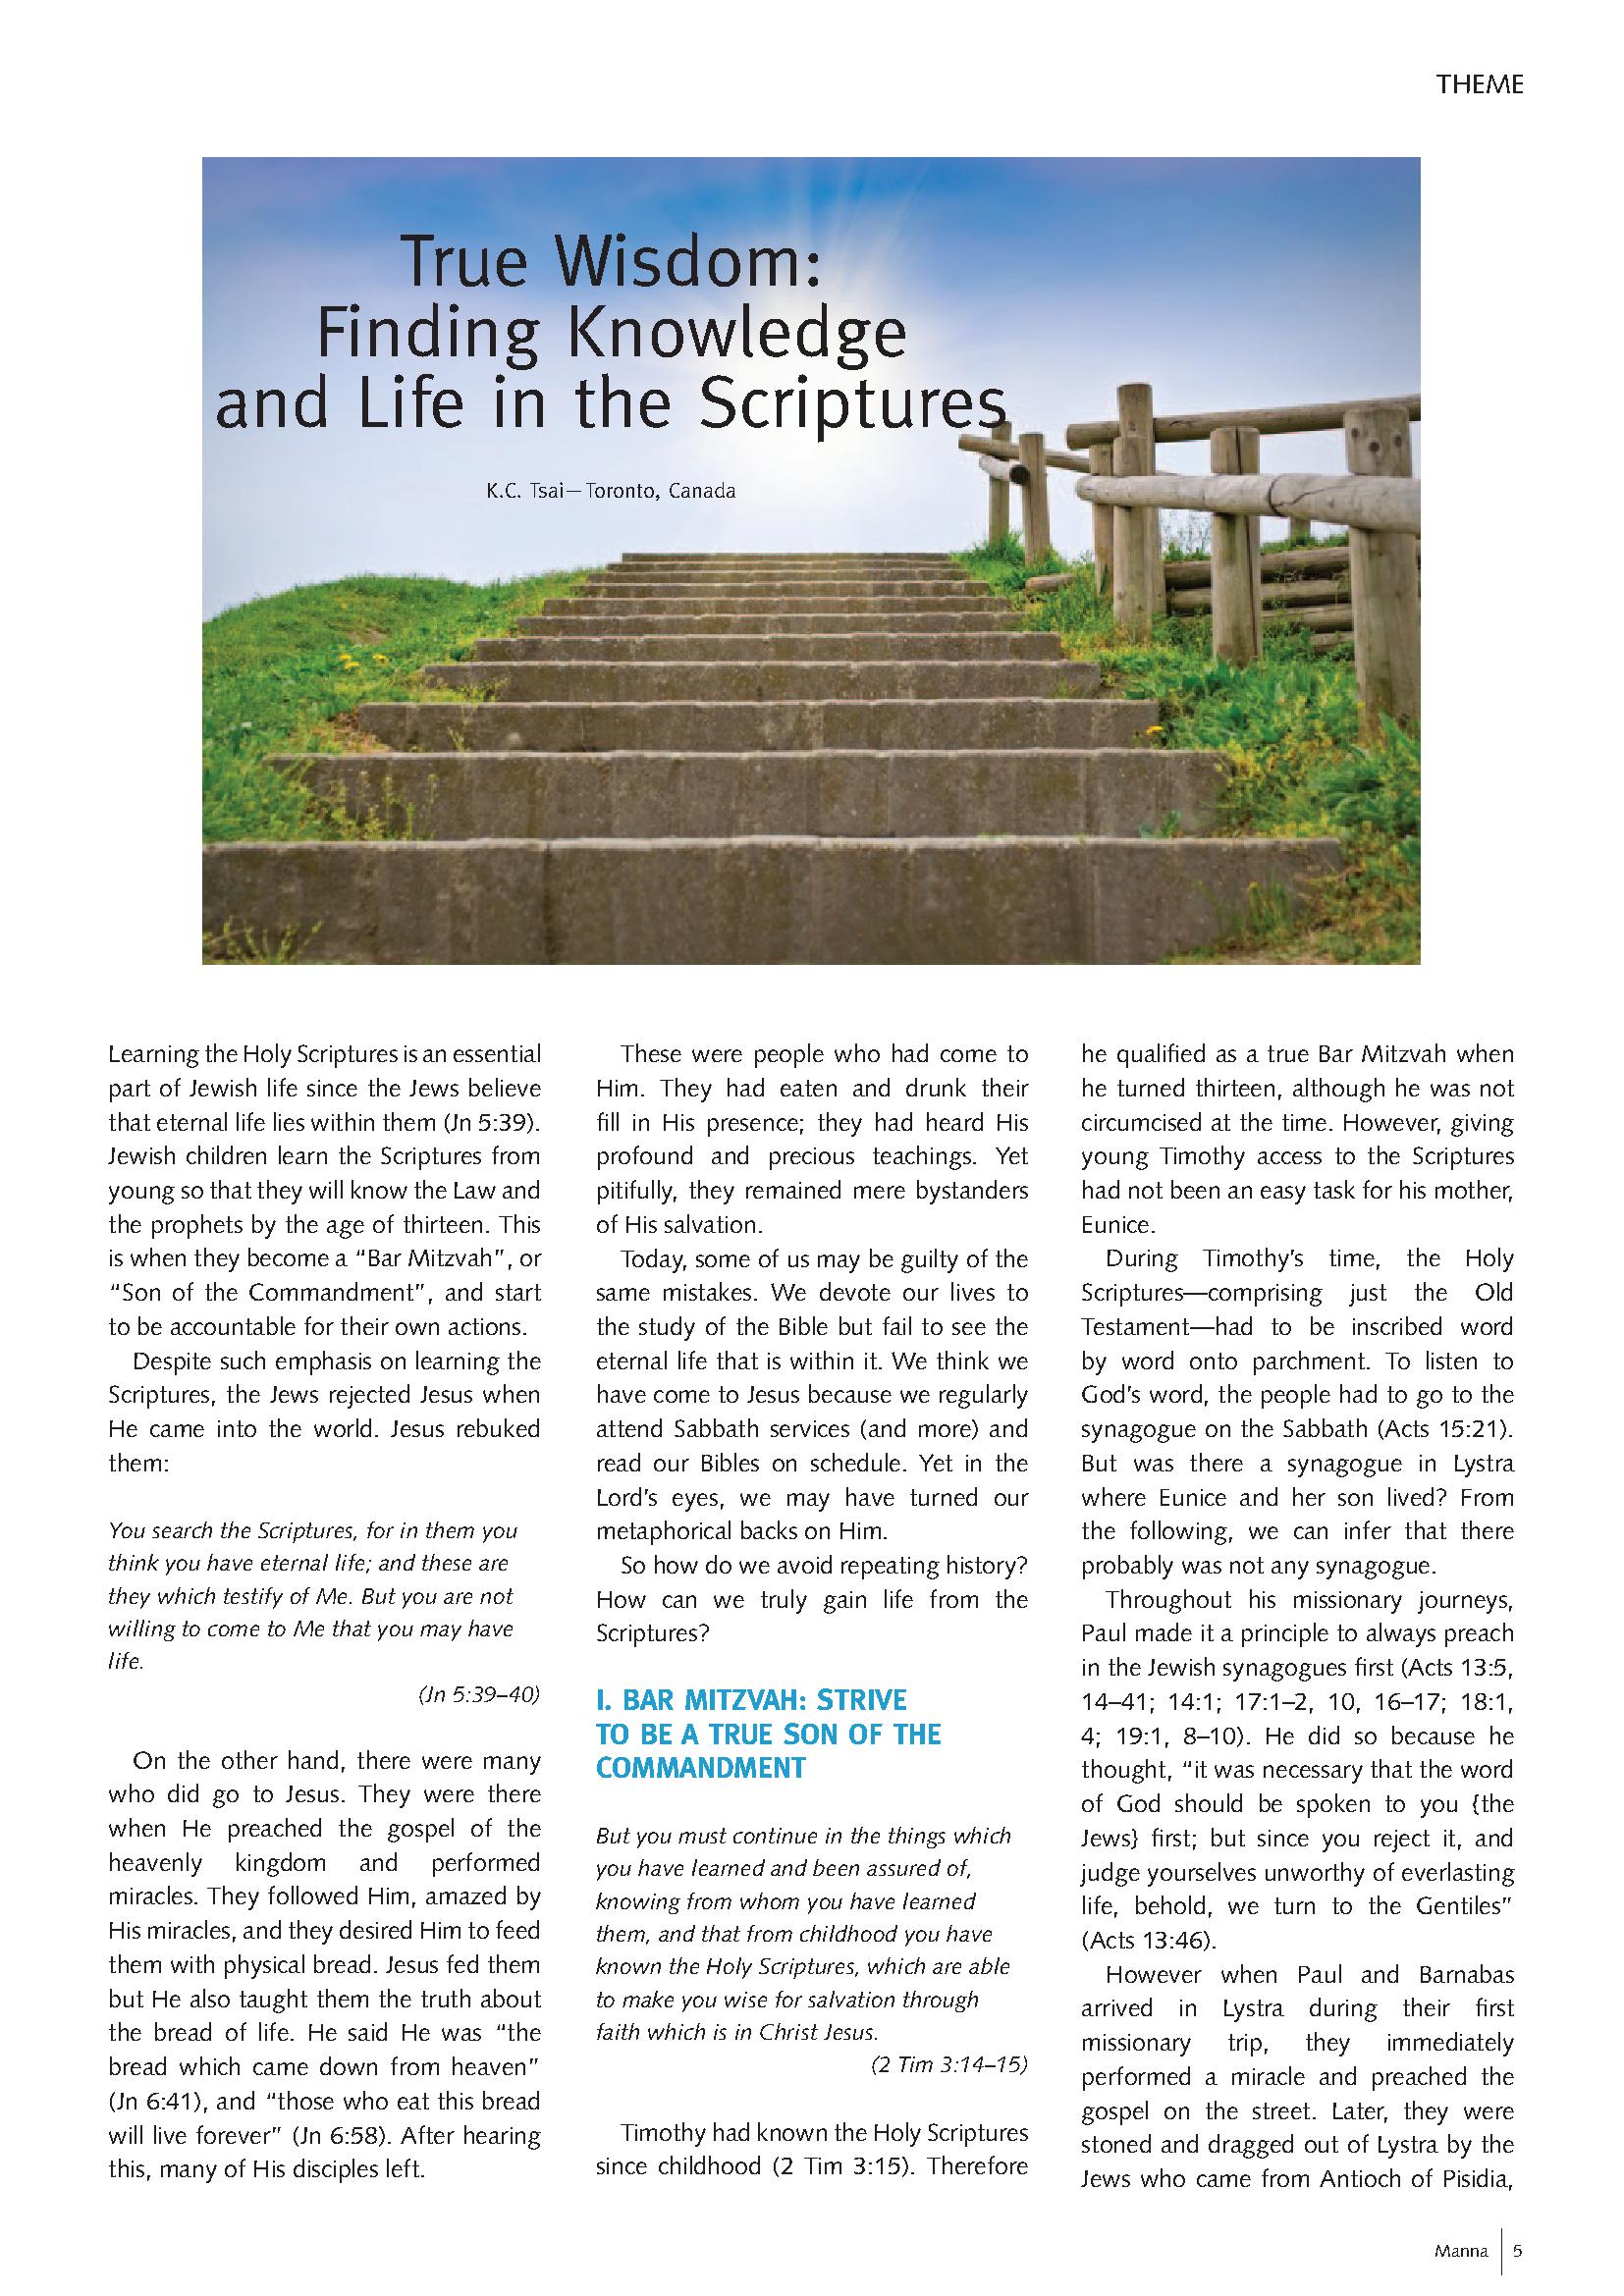 THEME
True Wisdom:
Finding Knowledge
and Life in the Scriptures
K.C. Tsai—Toronto, Canada
Learning the Holy Scriptures is an essential
part of Jewish life since the Jews believe
that eternal life lies within them (Jn 5:39).
Jewish children learn the Scriptures from
young so that they will know the Law and
the prophets by the age of thirteen. This
is when they become a “Bar Mitzvah”, or
“Son of the Commandment”, and start
to be accountable for their own actions.
Despite such emphasis on learning the
Scriptures, the Jews rejected Jesus when
He came into the world. Jesus rebuked
them:
You search the Scriptures, for in them you
think you have eternal life; and these are
they which testify of Me. But you are not
willing to come to Me that you may have
life.
(Jn 5:39–40)
On the other hand, there were many
who did go to Jesus. They were there
when He preached the gospel of the
heavenly kingdom and performed
miracles. They followed Him, amazed by
His miracles, and they desired Him to feed
them with physical bread. Jesus fed them
but He also taught them the truth about
the bread of life. He said He was “the
bread which came down from heaven”
(Jn 6:41), and “those who eat this bread
will live forever” (Jn 6:58). After hearing
this, many of His disciples left.
These were people who had come to
Him. They had eaten and drunk their
fill in His presence; they had heard His
profound and precious teachings. Yet
pitifully, they remained mere bystanders
of His salvation.
Today, some of us may be guilty of the
same mistakes. We devote our lives to
the study of the Bible but fail to see the
eternal life that is within it. We think we
have come to Jesus because we regularly
attend Sabbath services (and more) and
read our Bibles on schedule. Yet in the
Lord’s eyes, we may have turned our
metaphorical backs on Him.
So how do we avoid repeating history?
How can we truly gain life from the
Scriptures?
I. BAR MITZVAH: STRIVE
TO BE A TRUE SON OF THE
COMMANDMENT
But you must continue in the things which
you have learned and been assured of,
knowing from whom you have learned
them, and that from childhood you have
known the Holy Scriptures, which are able
to make you wise for salvation through
faith which is in Christ Jesus.
(2 Tim 3:14–15)
Timothy had known the Holy Scriptures
since childhood (2 Tim 3:15). Therefore
he qualified as a true Bar Mitzvah when
he turned thirteen, although he was not
circumcised at the time. However, giving
young Timothy access to the Scriptures
had not been an easy task for his mother,
Eunice.
During Timothy’s time, the Holy
Scriptures—comprising just the Old
Testament—had to be inscribed word
by word onto parchment. To listen to
God’s word, the people had to go to the
synagogue on the Sabbath (Acts 15:21).
But was there a synagogue in Lystra
where Eunice and her son lived? From
the following, we can infer that there
probably was not any synagogue.
Throughout his missionary journeys,
Paul made it a principle to always preach
in the Jewish synagogues first (Acts 13:5,
14–41; 14:1; 17:1–2, 10, 16–17; 18:1,
4; 19:1, 8–10). He did so because he
thought, “it was necessary that the word
of God should be spoken to you {the
Jews} first; but since you reject it, and
judge yourselves unworthy of everlasting
life, behold, we turn to the Gentiles”
(Acts 13:46).
However when Paul and Barnabas
arrived in Lystra during their first
missionary trip, they immediately
performed a miracle and preached the
gospel on the street. Later, they were
stoned and dragged out of Lystra by the
Jews who came from Antioch of Pisidia,
Manna 5